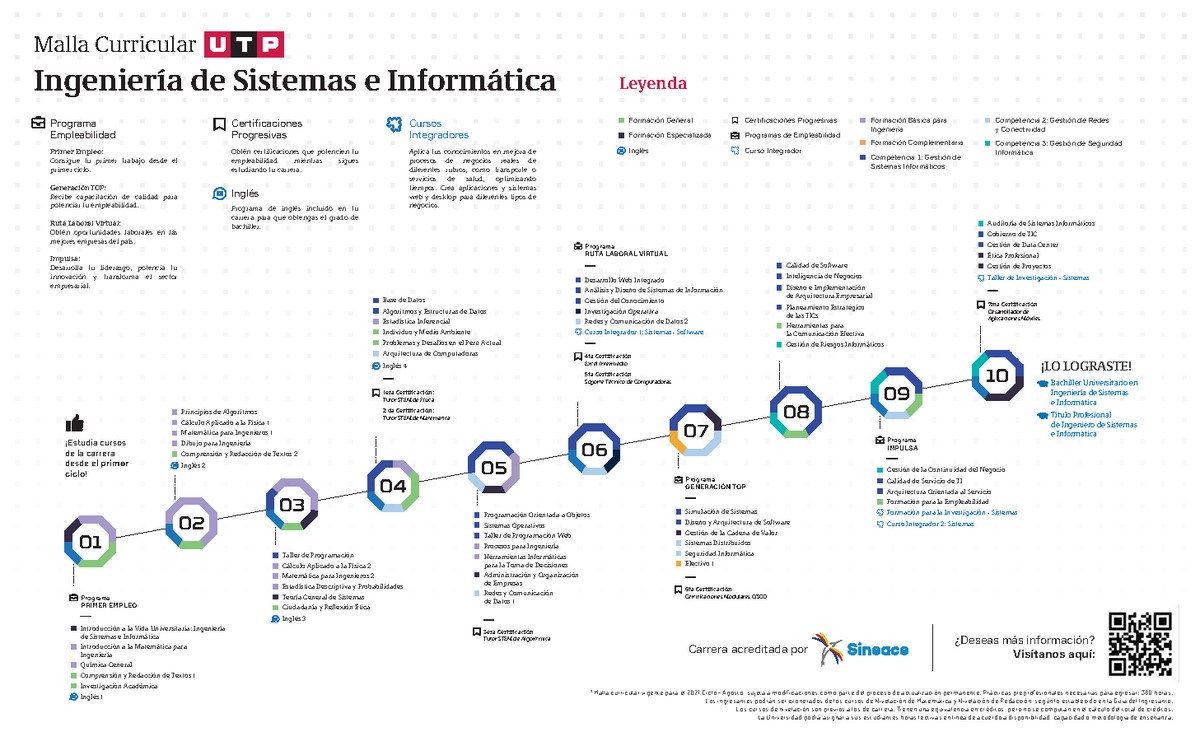 Malla Curricular UTP
Ingeniería de Sistemas e Informática
Programa
Empleabilidad
Primer Empleo:
Consigue tu primer trabajo desde el
primer ciclo.
Generación TOP:
Recibe capacitación de calidad para
potenciar tu empleabilidad.
Ruta Laboral Virtual:
Obtén oportunidades laborales en las
mejores empresas del país.
Impulsa:
Desarrolla tu liderazgo, potencia tu
innovación y transforma el sector
empresarial.
Certificaciones
Progresivas
Obtén certificaciones que potencien tu
empleabilidad mientras sigues
estudiando tu carrera.
Inglés
Programa de inglés incluido en tu
carrera para que obtengas el grado de
bachiller.
Cursos
Integradores
Aplica tus conocimientos en mejora de
procesos de negocios reales de
diferentes rubros, como transporte o
servicios de salud, optimizando
tiempos. Crea aplicaciones y sistemas
web y desktop para diferentes tipos de
negocios.
Leyenda
Formación General
Formación Especializada
Inglés
Certificaciones Progresivas
Programas de Empleabilidad
Curso Integrador
Formación Básica para
Ingeniería
Formación Complementaria
Competencia 1: Gestión de
Sistemas Informáticos
Competencia 2: Gestión de Redes
y Conectividad
Competencia 3: Gestión de Seguridad
Informática
¡Estudia cursos
de la carrera
desde el primer
ciclo!
01
Programa
PRIMER EMPLEO
Introducción a la Vida Universitaria: Ingeniería
de Sistemas e Informática
Introducción a la Matemática para
Ingeniería
Química General
Comprensión y Redacción de Textos 1
Investigación Académica
Inglés 1
Principios de Algoritmos
Cálculo Aplicado a la Física 1
Matemática para Ingenieros 1
Dibujo para Ingeniería
Comprensión y Redacción de Textos 2
Inglés 2
02
03
Taller de Programación
Cálculo Aplicado a la Física 2
Matemática para Ingenieros 2
Estadística Descriptiva y Probabilidades
Teoría General de Sistemas
Ciudadanía y Reflexión Ética
Inglés 3
Base de Datos
Algoritmos y Estructuras de Datos
Estadística Inferencial
Individuo y Medio Ambiente
Problemas y Desafíos en el Perú Actual
Arquitectura de Computadoras
Inglés 4
1era Certificación:
Tutor STEAM de Física
2da Certificación:
Tutor STEAM de Matemática
04
05
Programación Orientada a Objetos
Sistemas Operativos
Taller de Programación Web
Procesos para Ingeniería
Herramientas Informáticas
para la Toma de Decisiones
Administración y Organización
de Empresas
Redes y Comunicación
de Datos 1
3era Certificación
Tutor STEAM de Algorítmica
Programa
RUTA LABORAL VIRTUAL
Desarrollo Web Integrado
Análisis y Diseño de Sistemas de Información
Gestión del Conocimiento
Investigación Operativa
Redes y Comunicación de Datos 2
Curso Integrador 1: Sistemas - Software
4ta Certificación
Excel Intermedio
5ta Certificación
Soporte Técnico de Computadoras
06
07
Programa
GENERACIÓN TOP
Simulación de Sistemas
Diseño y Arquitectura de Software
Gestión de la Cadena de Valor
Sistemas Distribuidos
Seguridad Informática
Electivo 1
6ta Certificación
Certificaciones Modulares
Calidad de Software
Inteligencia de Negocios
Diseño e Implementación
de Arquitectura Empresarial
Planeamiento Estratégico
de las TICs
Herramientas para
la Comunicación Efectiva
Gestión de Riesgos Informáticos
08
09
Programa
IMPULSA
Gestión de la Continuidad del Negocio
Calidad de Servicio de TI
Arquitectura Orientada al Servicio
Formación para la Empleabilidad
Formación para la Investigación - Sistemas
Curso Integrador 2: Sistemas
Auditoría de Sistemas Informáticos
Gobierno de TIC
Gestión de Data Center
Ética Profesional
Gestión de Proyectos
Taller de Investigación - Sistemas
7ma Certificación
Desarrollador de
Aplicaciones Móviles
10
¡LO LOGRASTE!
Bachiller Universitario en
Ingeniería de Sistemas
e Informática
Título Profesional
de Ingeniero de Sistemas
e Informática
Carrera acreditada por Sineace
¿Deseas más información?
Visítanos aquí:
* Malla curricular vigente para el 2021 Ciclo - Agosto, sujeta a modificaciones como parte del proceso de actualización permanente. Prácticas preprofesionales necesarias para egresar: 380 horas.
Los ingresantes podrán ser exonerados de los cursos de Nivelación de Matemática y Nivelación de Redacción, según lo establecido en la Guía del Ingresante.
Los cursos de nivelación son previos a los de carrera. Tienen una equivalencia en créditos, pero no se computan en el cálculo del total de créditos.
La Universidad podrá asignar a sus estudiantes horas lectivas en línea de acuerdo a disponibilidad, capacidad o metodología de enseñanza.